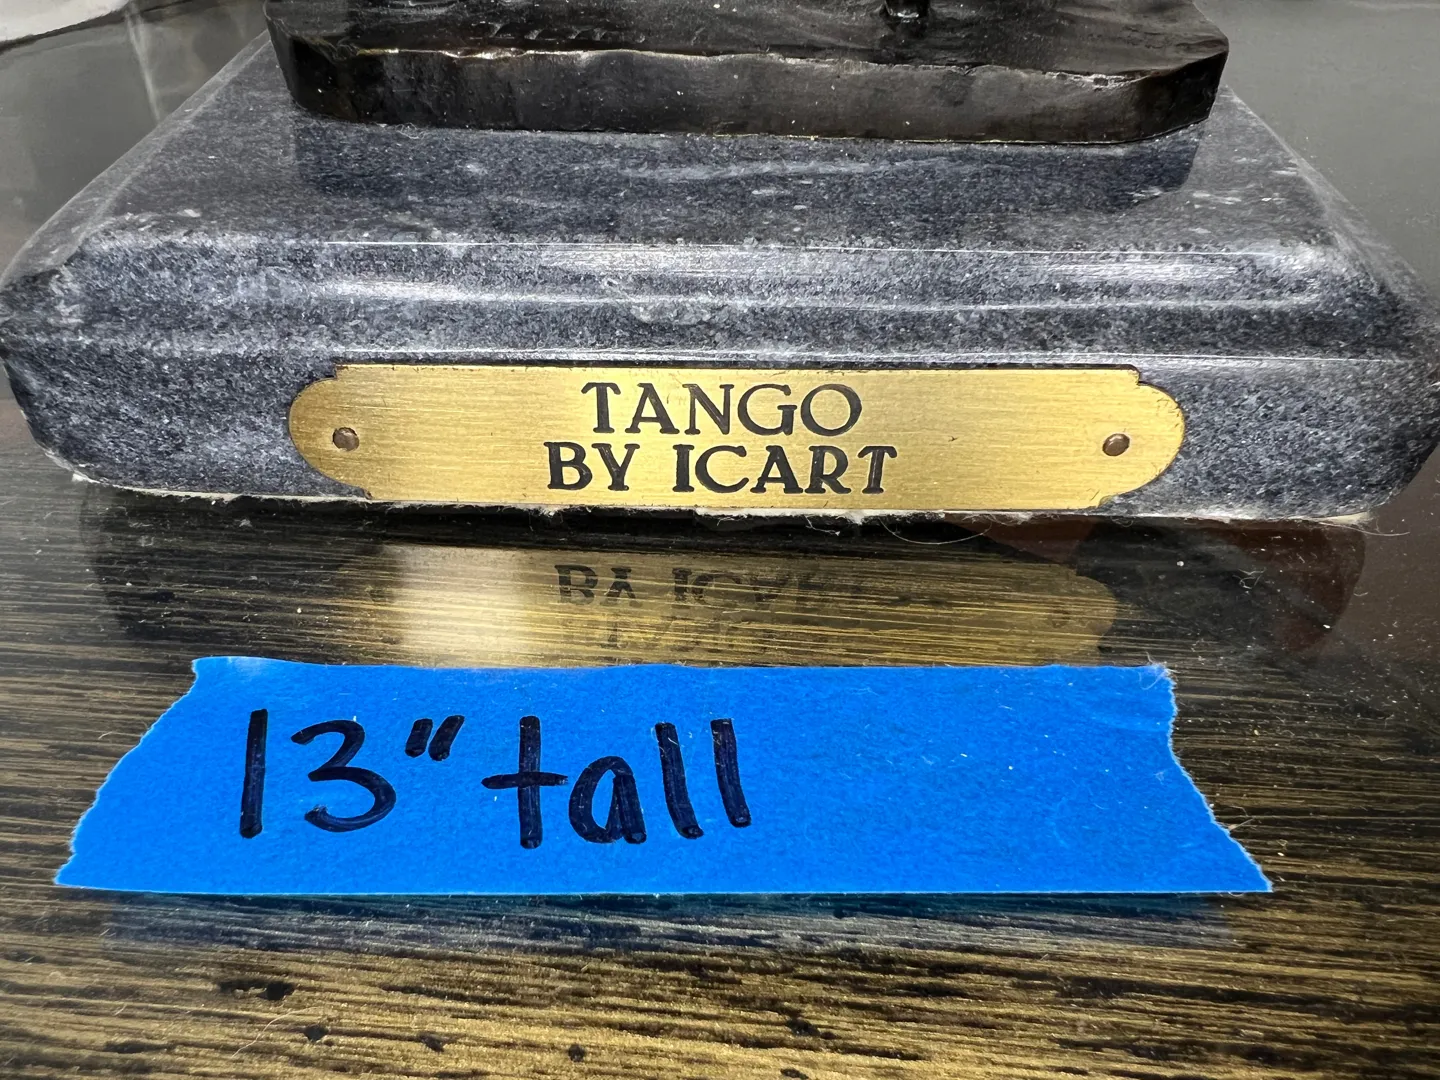 TANGO
BY ICART
13" tall